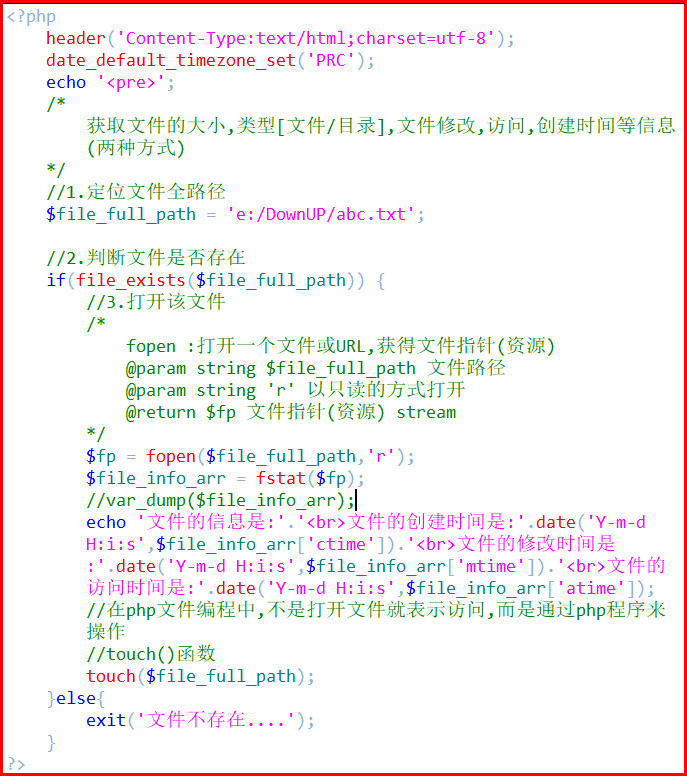 <?php
    header('Content-Type:text/html;charset=utf-8');
    date_default_timezone_set('PRC');
    echo '<pre>';
    /*
        获取文件的大小,类型[文件/目录],文件修改,访问,创建时间等信息
        (两种方式)
    */
    //1.定位文件全路径
    $file_full_path = 'e:/DownUP/abc.txt';

    //2.判断文件是否存在
    if(file_exists($file_full_path)) {
        //3.打开该文件
        /*
            fopen :打开一个文件或URL,获得文件指针(资源)
            @param string $file_full_path 文件路径
            @param string 'r' 以只读的方式打开
            @return $fp 文件指针(资源) stream
        */
        $fp = fopen($file_full_path,'r');
        $file_info_arr = fstat($fp);
        //var_dump($file_info_arr);
        echo '文件的信息是:'.'<br>文件的创建时间是:'.date('Y-m-d
        H:i:s',$file_info_arr['ctime']).'<br>文件的修改时间是
        :'.date('Y-m-d H:i:s',$file_info_arr['mtime']).'<br>文件的
        访问时间是:'.date('Y-m-d H:i:s',$file_info_arr['atime']);
        //在php文件编程中,不是打开文件就表示访问,而是通过php程序来
        操作
        //touch()函数
        touch($file_full_path);
    }else{
        exit('文件不存在....');
    }
?>